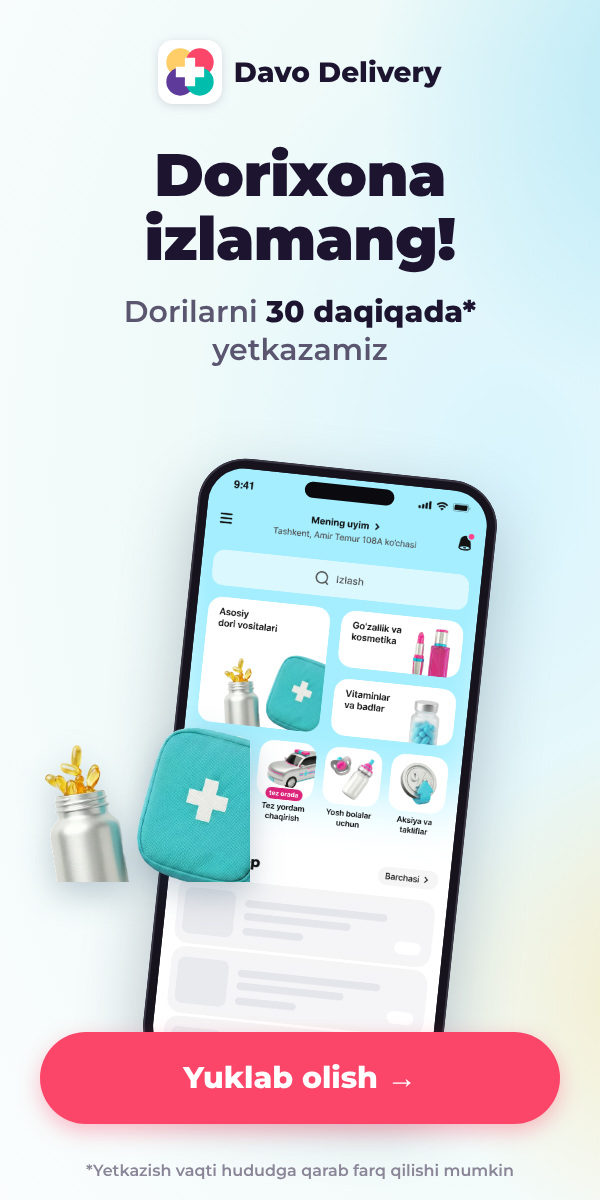 Davo Delivery
Dorixona
izlamang!
Dorilarni 30 daqiqada*
yetkazamiz
9:41
Mening uyim >
Tashkent, Amir Temur 108A ko'chasi
izlash
Asosiy
dori vositalari
Go'zallik va
kosmetika
Vitaminlar
va badlar
tez orada
Tez yordam
chaqirish
Yosh bolalar
uchun
Aksiya va
takliflar
Barchasi >
Yuklab olish →
*Yetkazish vaqti hududga qarab farq qilishi mumkin